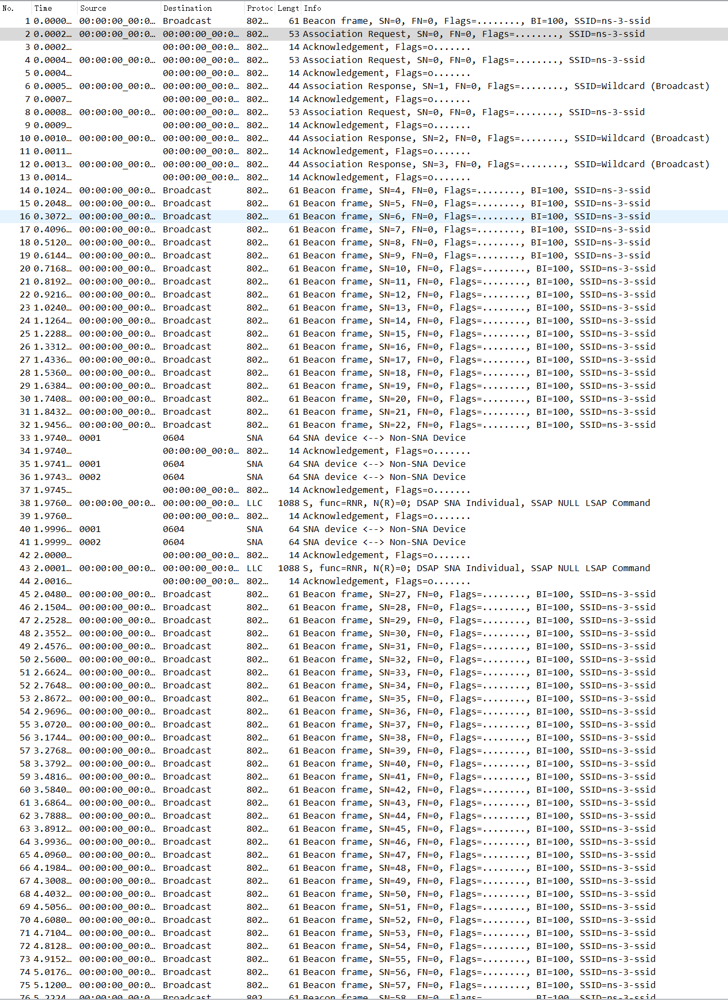 No. Time Source Destination Protoc Lengt Info
1 0.0000… 00:00:00_00:0… Broadcast 802… 61 Beacon frame, SN=0, FN=0, Flags=........, BI=100, SSID=ns-3-ssid
2 0.0002… 00:00:00_00:0… 00:00:00_00:0… 802… 53 Association Request, SN=0, FN=0, Flags=........, SSID=ns-3-ssid
3 0.0002… 00:00:00_00:0… 802… 14 Acknowledgement, Flags=o.......
4 0.0004… 00:00:00_00:0… 00:00:00_00:0… 802… 53 Association Request, SN=0, FN=0, Flags=........, SSID=ns-3-ssid
5 0.0004… 00:00:00_00:0… 802… 14 Acknowledgement, Flags=o.......
6 0.0005… 00:00:00_00:0… 00:00:00_00:0… 802… 44 Association Response, SN=1, FN=0, Flags=........, SSID=Wildcard (Broadcast)
7 0.0007… 00:00:00_00:0… 802… 14 Acknowledgement, Flags=o.......
8 0.0008… 00:00:00_00:0… 00:00:00_00:0… 802… 53 Association Request, SN=0, FN=0, Flags=........, SSID=ns-3-ssid
9 0.0009… 00:00:00_00:0… 802… 14 Acknowledgement, Flags=o.......
10 0.0010… 00:00:00_00:0… 00:00:00_00:0… 802… 44 Association Response, SN=2, FN=0, Flags=........, SSID=Wildcard (Broadcast)
11 0.0011… 00:00:00_00:0… 802… 14 Acknowledgement, Flags=o.......
12 0.0013… 00:00:00_00:0… 00:00:00_00:0… 802… 44 Association Response, SN=3, FN=0, Flags=........, SSID=Wildcard (Broadcast)
13 0.0014… 00:00:00_00:0… 802… 14 Acknowledgement, Flags=o.......
14 0.1024… 00:00:00_00:0… Broadcast 802… 61 Beacon frame, SN=4, FN=0, Flags=........, BI=100, SSID=ns-3-ssid
15 0.2048… 00:00:00_00:0… Broadcast 802… 61 Beacon frame, SN=5, FN=0, Flags=........, BI=100, SSID=ns-3-ssid
16 0.3072… 00:00:00_00:0… Broadcast 802… 61 Beacon frame, SN=6, FN=0, Flags=........, BI=100, SSID=ns-3-ssid
17 0.4096… 00:00:00_00:0… Broadcast 802… 61 Beacon frame, SN=7, FN=0, Flags=........, BI=100, SSID=ns-3-ssid
18 0.5120… 00:00:00_00:0… Broadcast 802… 61 Beacon frame, SN=8, FN=0, Flags=........, BI=100, SSID=ns-3-ssid
19 0.6144… 00:00:00_00:0… Broadcast 802… 61 Beacon frame, SN=9, FN=0, Flags=........, BI=100, SSID=ns-3-ssid
20 0.7168… 00:00:00_00:0… Broadcast 802… 61 Beacon frame, SN=10, FN=0, Flags=........, BI=100, SSID=ns-3-ssid
21 0.8192… 00:00:00_00:0… Broadcast 802… 61 Beacon frame, SN=11, FN=0, Flags=........, BI=100, SSID=ns-3-ssid
22 0.9216… 00:00:00_00:0… Broadcast 802… 61 Beacon frame, SN=12, FN=0, Flags=........, BI=100, SSID=ns-3-ssid
23 1.0240… 00:00:00_00:0… Broadcast 802… 61 Beacon frame, SN=13, FN=0, Flags=........, BI=100, SSID=ns-3-ssid
24 1.1264… 00:00:00_00:0… Broadcast 802… 61 Beacon frame, SN=14, FN=0, Flags=........, BI=100, SSID=ns-3-ssid
25 1.2288… 00:00:00_00:0… Broadcast 802… 61 Beacon frame, SN=15, FN=0, Flags=........, BI=100, SSID=ns-3-ssid
26 1.3312… 00:00:00_00:0… Broadcast 802… 61 Beacon frame, SN=16, FN=0, Flags=........, BI=100, SSID=ns-3-ssid
27 1.4336… 00:00:00_00:0… Broadcast 802… 61 Beacon frame, SN=17, FN=0, Flags=........, BI=100, SSID=ns-3-ssid
28 1.5360… 00:00:00_00:0… Broadcast 802… 61 Beacon frame, SN=18, FN=0, Flags=........, BI=100, SSID=ns-3-ssid
29 1.6384… 00:00:00_00:0… Broadcast 802… 61 Beacon frame, SN=19, FN=0, Flags=........, BI=100, SSID=ns-3-ssid
30 1.7408… 00:00:00_00:0… Broadcast 802… 61 Beacon frame, SN=20, FN=0, Flags=........, BI=100, SSID=ns-3-ssid
31 1.8432… 00:00:00_00:0… Broadcast 802… 61 Beacon frame, SN=21, FN=0, Flags=........, BI=100, SSID=ns-3-ssid
32 1.9456… 00:00:00_00:0… Broadcast 802… 61 Beacon frame, SN=22, FN=0, Flags=........, BI=100, SSID=ns-3-ssid
33 1.9740… 0001 0604 SNA 64 SNA device <--> Non-SNA Device
34 1.9740… 00:00:00_00:0… 802… 14 Acknowledgement, Flags=o.......
35 1.9741… 0001 0604 SNA 64 SNA device <--> Non-SNA Device
36 1.9743… 0002 0604 SNA 64 SNA device <--> Non-SNA Device
37 1.9745… 00:00:00_00:0… 802… 14 Acknowledgement, Flags=o.......
38 1.9760… 00:00:00_00:0… 00:00:00_00:0… LLC 1088 S, func=RNR, N(R)=0; DSAP SNA Individual, SSAP NULL LSAP Command
39 1.9760… 00:00:00_00:0… 802… 14 Acknowledgement, Flags=o.......
40 1.9996… 0001 0604 SNA 64 SNA device <--> Non-SNA Device
41 1.9999… 0002 0604 SNA 64 SNA device <--> Non-SNA Device
42 2.0000… 00:00:00_00:0… 802… 14 Acknowledgement, Flags=o.......
43 2.0001… 00:00:00_00:0… 00:00:00_00:0… LLC 1088 S, func=RNR, N(R)=0; DSAP SNA Individual, SSAP NULL LSAP Command
44 2.0016… 00:00:00_00:0… 802… 14 Acknowledgement, Flags=o.......
45 2.0480… 00:00:00_00:0… Broadcast 802… 61 Beacon frame, SN=27, FN=0, Flags=........, BI=100, SSID=ns-3-ssid
46 2.1504… 00:00:00_00:0… Broadcast 802… 61 Beacon frame, SN=28, FN=0, Flags=........, BI=100, SSID=ns-3-ssid
47 2.2528… 00:00:00_00:0… Broadcast 802… 61 Beacon frame, SN=29, FN=0, Flags=........, BI=100, SSID=ns-3-ssid
48 2.3552… 00:00:00_00:0… Broadcast 802… 61 Beacon frame, SN=30, FN=0, Flags=........, BI=100, SSID=ns-3-ssid
49 2.4576… 00:00:00_00:0… Broadcast 802… 61 Beacon frame, SN=31, FN=0, Flags=........, BI=100, SSID=ns-3-ssid
50 2.5600… 00:00:00_00:0… Broadcast 802… 61 Beacon frame, SN=32, FN=0, Flags=........, BI=100, SSID=ns-3-ssid
51 2.6624… 00:00:00_00:0… Broadcast 802… 61 Beacon frame, SN=33, FN=0, Flags=........, BI=100, SSID=ns-3-ssid
52 2.7648… 00:00:00_00:0… Broadcast 802… 61 Beacon frame, SN=34, FN=0, Flags=........, BI=100, SSID=ns-3-ssid
53 2.8672… 00:00:00_00:0… Broadcast 802… 61 Beacon frame, SN=35, FN=0, Flags=........, BI=100, SSID=ns-3-ssid
54 2.9696… 00:00:00_00:0… Broadcast 802… 61 Beacon frame, SN=36, FN=0, Flags=........, BI=100, SSID=ns-3-ssid
55 3.0720… 00:00:00_00:0… Broadcast 802… 61 Beacon frame, SN=37, FN=0, Flags=........, BI=100, SSID=ns-3-ssid
56 3.1744… 00:00:00_00:0… Broadcast 802… 61 Beacon frame, SN=38, FN=0, Flags=........, BI=100, SSID=ns-3-ssid
57 3.2768… 00:00:00_00:0… Broadcast 802… 61 Beacon frame, SN=39, FN=0, Flags=........, BI=100, SSID=ns-3-ssid
58 3.3792… 00:00:00_00:0… Broadcast 802… 61 Beacon frame, SN=40, FN=0, Flags=........, BI=100, SSID=ns-3-ssid
59 3.4816… 00:00:00_00:0… Broadcast 802… 61 Beacon frame, SN=41, FN=0, Flags=........, BI=100, SSID=ns-3-ssid
60 3.5840… 00:00:00_00:0… Broadcast 802… 61 Beacon frame, SN=42, FN=0, Flags=........, BI=100, SSID=ns-3-ssid
61 3.6864… 00:00:00_00:0… Broadcast 802… 61 Beacon frame, SN=43, FN=0, Flags=........, BI=100, SSID=ns-3-ssid
62 3.7888… 00:00:00_00:0… Broadcast 802… 61 Beacon frame, SN=44, FN=0, Flags=........, BI=100, SSID=ns-3-ssid
63 3.8912… 00:00:00_00:0… Broadcast 802… 61 Beacon frame, SN=45, FN=0, Flags=........, BI=100, SSID=ns-3-ssid
64 3.9936… 00:00:00_00:0… Broadcast 802… 61 Beacon frame, SN=46, FN=0, Flags=........, BI=100, SSID=ns-3-ssid
65 4.0960… 00:00:00_00:0… Broadcast 802… 61 Beacon frame, SN=47, FN=0, Flags=........, BI=100, SSID=ns-3-ssid
66 4.1984… 00:00:00_00:0… Broadcast 802… 61 Beacon frame, SN=48, FN=0, Flags=........, BI=100, SSID=ns-3-ssid
67 4.3008… 00:00:00_00:0… Broadcast 802… 61 Beacon frame, SN=49, FN=0, Flags=........, BI=100, SSID=ns-3-ssid
68 4.4032… 00:00:00_00:0… Broadcast 802… 61 Beacon frame, SN=50, FN=0, Flags=........, BI=100, SSID=ns-3-ssid
69 4.5056… 00:00:00_00:0… Broadcast 802… 61 Beacon frame, SN=51, FN=0, Flags=........, BI=100, SSID=ns-3-ssid
70 4.6080… 00:00:00_00:0… Broadcast 802… 61 Beacon frame, SN=52, FN=0, Flags=........, BI=100, SSID=ns-3-ssid
71 4.7104… 00:00:00_00:0… Broadcast 802… 61 Beacon frame, SN=53, FN=0, Flags=........, BI=100, SSID=ns-3-ssid
72 4.8128… 00:00:00_00:0… Broadcast 802… 61 Beacon frame, SN=54, FN=0, Flags=........, BI=100, SSID=ns-3-ssid
73 4.9152… 00:00:00_00:0… Broadcast 802… 61 Beacon frame, SN=55, FN=0, Flags=........, BI=100, SSID=ns-3-ssid
74 5.0176… 00:00:00_00:0… Broadcast 802… 61 Beacon frame, SN=56, FN=0, Flags=........, BI=100, SSID=ns-3-ssid
75 5.1200… 00:00:00_00:0… Broadcast 802… 61 Beacon frame, SN=57, FN=0, Flags=........, BI=100, SSID=ns-3-ssid
76 5.2224… 00:00:00_00:0… Broadcast 802… 61 Beacon frame, SN=58, FN=0, Flags=........, BI=100, SSID=ns-3-ssid